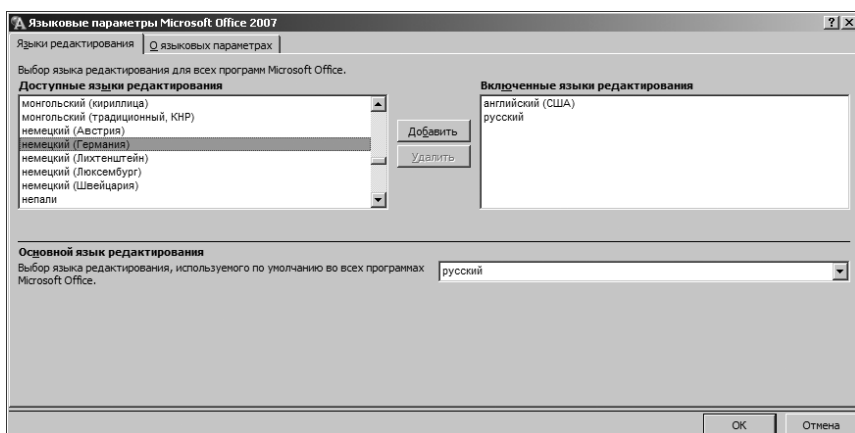 Языковые параметры Microsoft Office 2007
Языки редактирования
О языковых параметрах
Выбор языка редактирования для всех программ Microsoft Office.
Доступные языки редактирования
монгольский (кириллица)
монгольский (традиционный, КНР)
немецкий (Австрия)
немецкий (Германия)
немецкий (Лихтенштейн)
немецкий (Люксембург)
немецкий (Швейцария)
непали
Добавить
Удалить
Включенные языки редактирования
английский (США)
русский
Основной язык редактирования
Выбор языка редактирования, используемого по умолчанию во всех программах
Microsoft Office.
русский
OK
Отмена